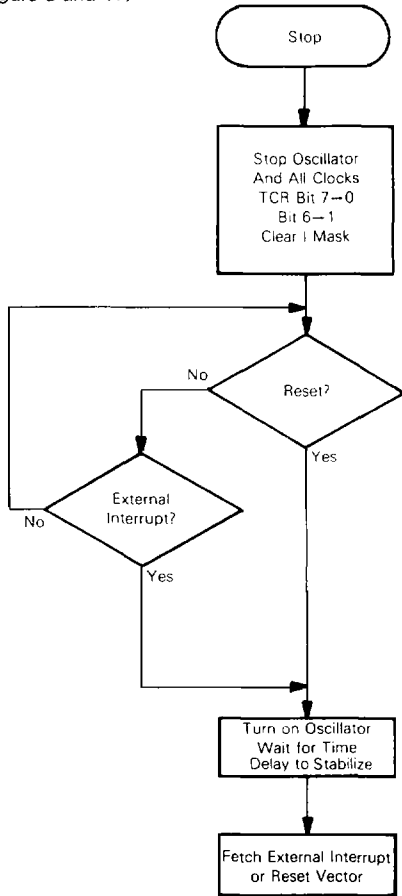 Stop
Stop Oscillator
And All Clocks
TCR Bit 7→0
Bit 6→1
Clear I Mask
No
Reset?
Yes
External
Interrupt?
No
Yes
Turn on Oscillator
Wait for Time
Delay to Stabilize
Fetch External Interrupt
or Reset Vector